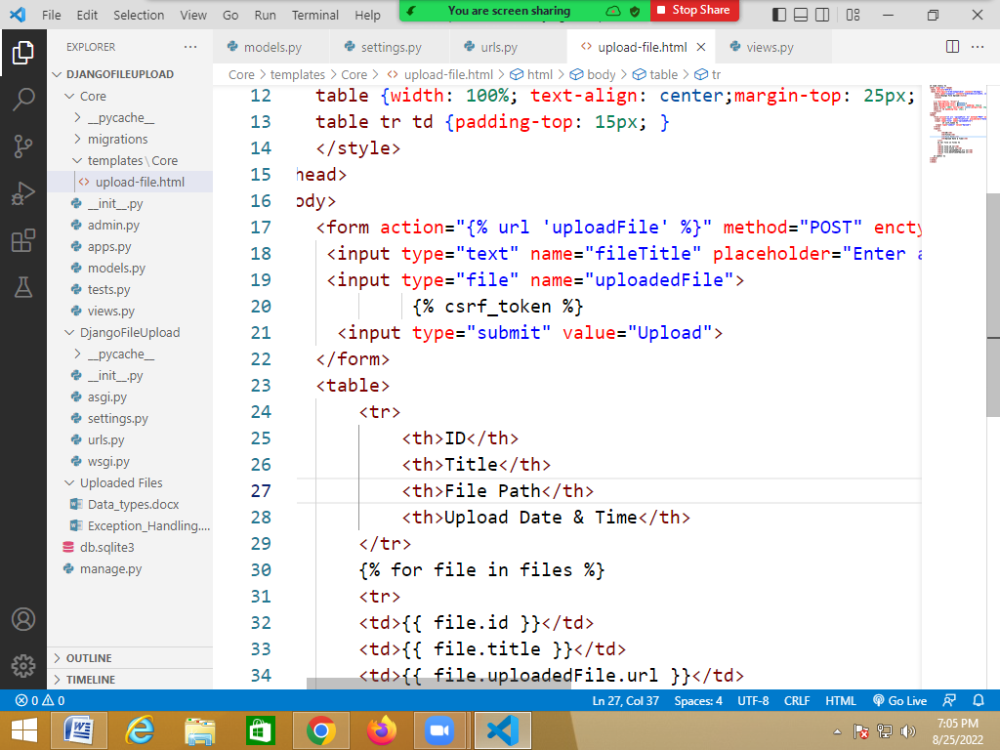 File Edit Selection View Go Run Terminal Help
You are screen sharing
Stop Share
EXPLORER ...
models.py settings.py urls.py upload-file.html views.py ...
DJANGOFILEUPLOAD
Core > templates > Core > upload-file.html > html > body > table > tr
Core
__pycache__
migrations
templates \ Core
upload-file.html
__init__.py
admin.py
apps.py
models.py
tests.py
views.py
DjangoFileUpload
__pycache__
__init__.py
asgi.py
settings.py
urls.py
wsgi.py
Uploaded Files
Data_types.docx
Exception_Handling....
db.sqlite3
manage.py
OUTLINE
TIMELINE
12 table {width: 100%; text-align: center;margin-top: 25px;
13 table tr td {padding-top: 15px; }
14 </style>
15 head>
16 ody>
17 <form action="{% url 'uploadFile' %}" method="POST" encty
18 <input type="text" name="fileTitle" placeholder="Enter a
19 <input type="file" name="uploadedFile">
20 {% csrf_token %}
21 <input type="submit" value="Upload">
22 </form>
23 <table>
24 <tr>
25 <th>ID</th>
26 <th>Title</th>
27 <th>File Path</th>
28 <th>Upload Date & Time</th>
29 </tr>
30 {% for file in files %}
31 <tr>
32 <td>{{ file.id }}</td>
33 <td>{{ file.title }}</td>
34 <td>{{ file.uploadedFile.url }}</td>
0 0 Ln 27, Col 37 Spaces: 4 UTF-8 CRLF HTML Go Live
7:05 PM
8/25/2022